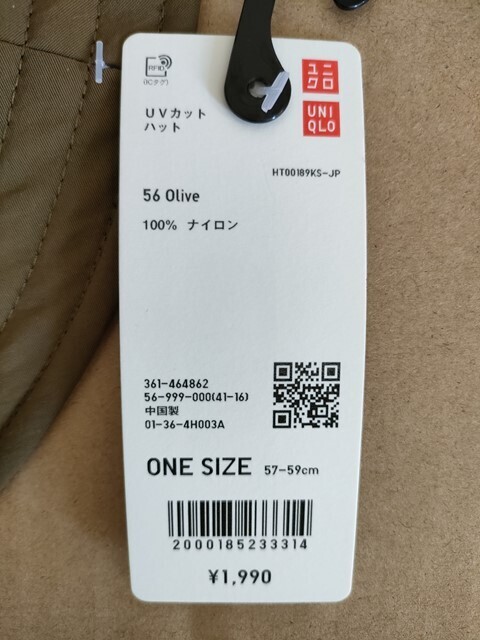 RFID
(ICタグ)
ユニ
クロ
UNI
QLO
UVカット
ハット
HT00189KS-JP
56 Olive
100% ナイロン
361-464862
56-999-000(41-16)
中国製
01-36-4H003A
ONE SIZE 57-59cm
2000185233314
¥1,990